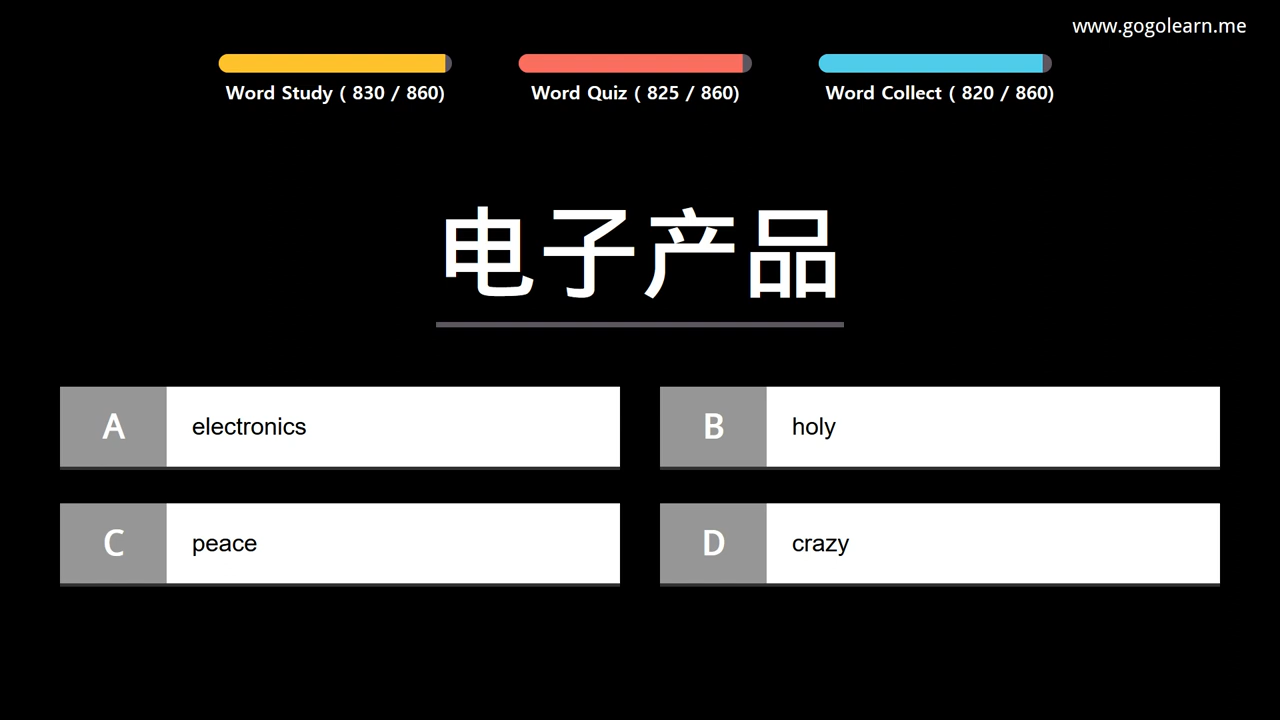 www.gogolearn.me
Word Study ( 830 / 860)
Word Quiz ( 825 / 860)
Word Collect ( 820 / 860)
电子产品
A electronics
B holy
C peace
D crazy